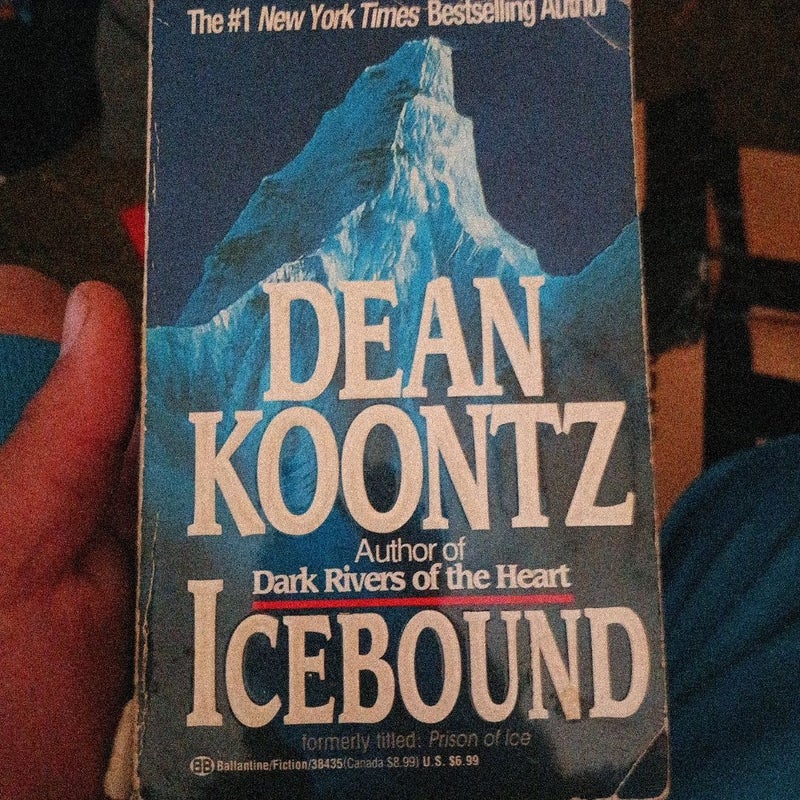 The #1 New York Times Bestselling Author
DEAN
KOONTZ
Author of
Dark Rivers of the Heart
ICEBOUND
formerly titled: Prison of Ice
BB Ballantine/Fiction/38435 (Canada $8.99) U.S. $6.99